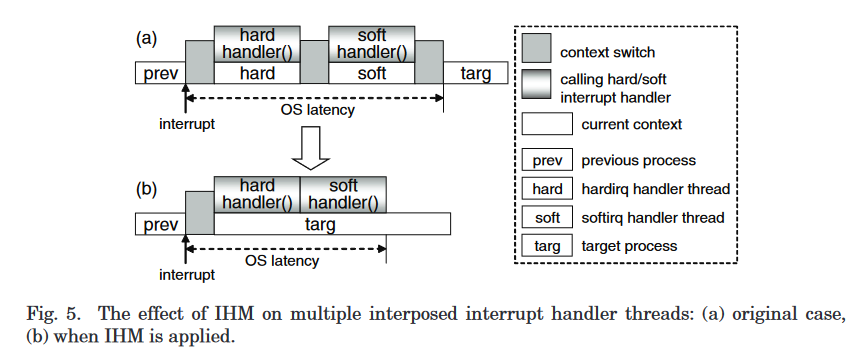 (a)
hard
handler()
soft
handler()
prev
hard
soft
targ
OS latency
interrupt
(b)
hard
handler()
soft
handler()
prev
targ
OS latency
interrupt
context switch
calling hard/soft
interrupt handler
current context
prev previous process
hard hardirq handler thread
soft softirq handler thread
targ target process
Fig. 5. The effect of IHM on multiple interposed interrupt handler threads: (a) original case,
(b) when IHM is applied.